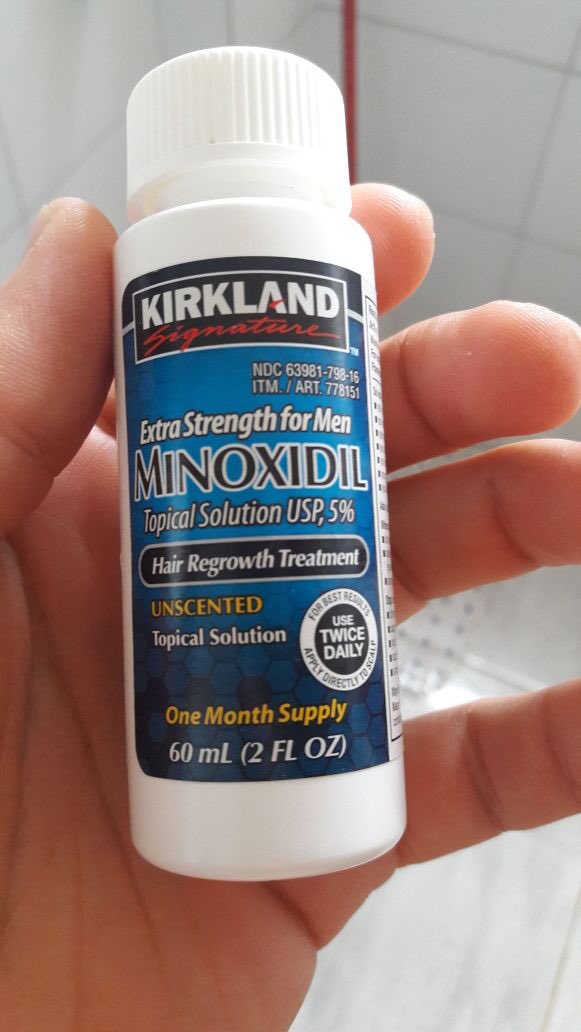 KIRKLAND
Signature™
NDC 63981-798-16
ITM. / ART. 778151
Extra Strength for Men
MINOXIDIL
Topical Solution USP, 5%
Hair Regrowth Treatment
UNSCENTED
Topical Solution
FOR BEST RESULTS
USE
TWICE
DAILY
APPLY DIRECTLY TO SCALP
One Month Supply
60 mL (2 FL OZ)